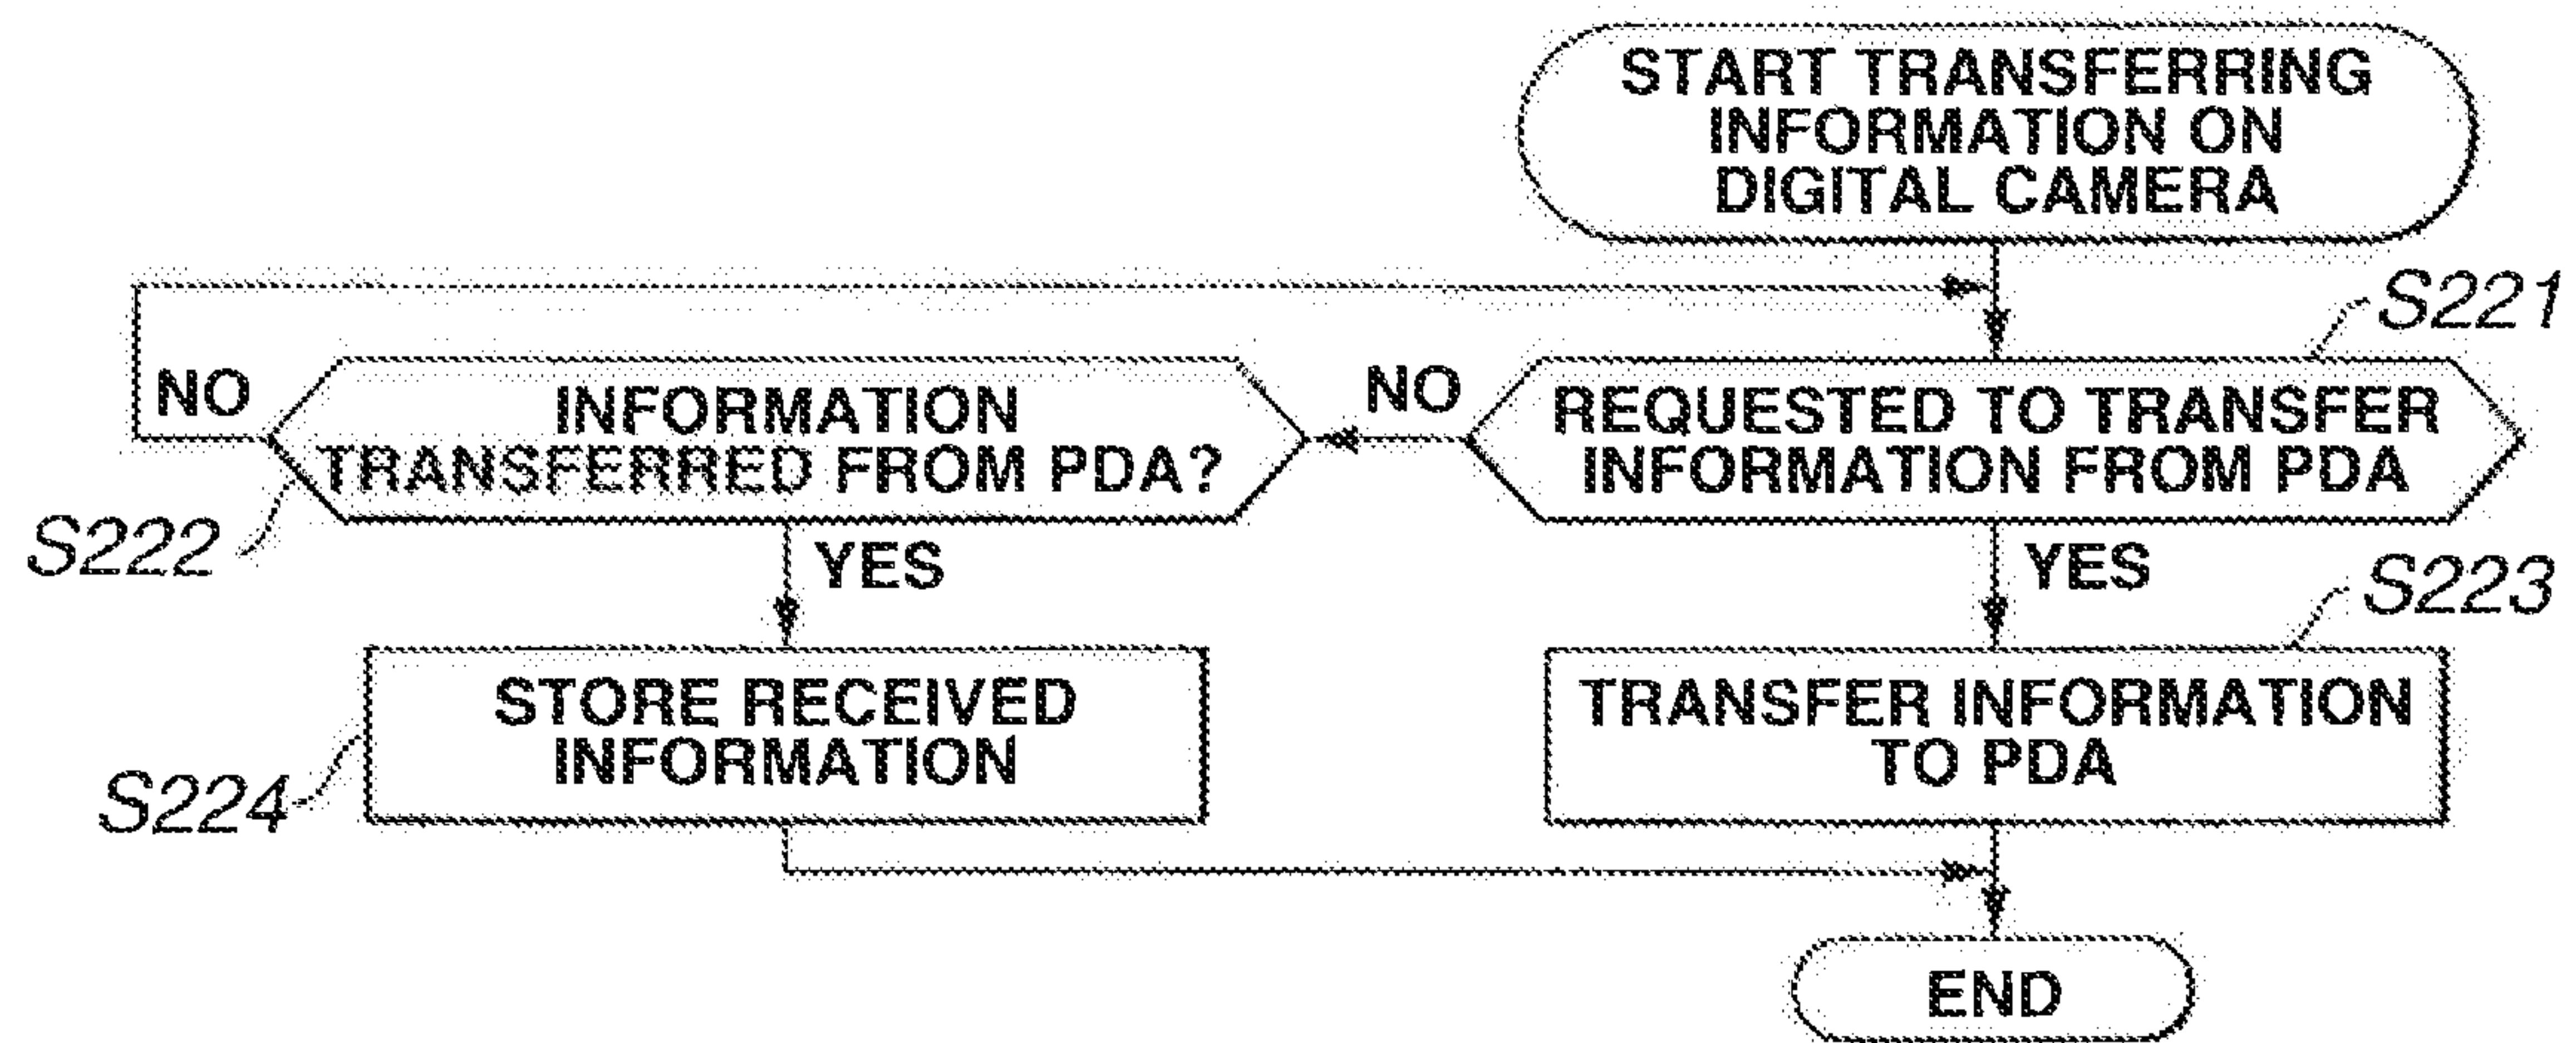 START TRANSFERRING
INFORMATION ON
DIGITAL CAMERA
S221
NO
INFORMATION
TRANSFERRED FROM PDA?
NO
REQUESTED TO TRANSFER
INFORMATION FROM PDA
S222
YES
YES
S223
STORE RECEIVED
INFORMATION
TRANSFER INFORMATION
TO PDA
S224
END